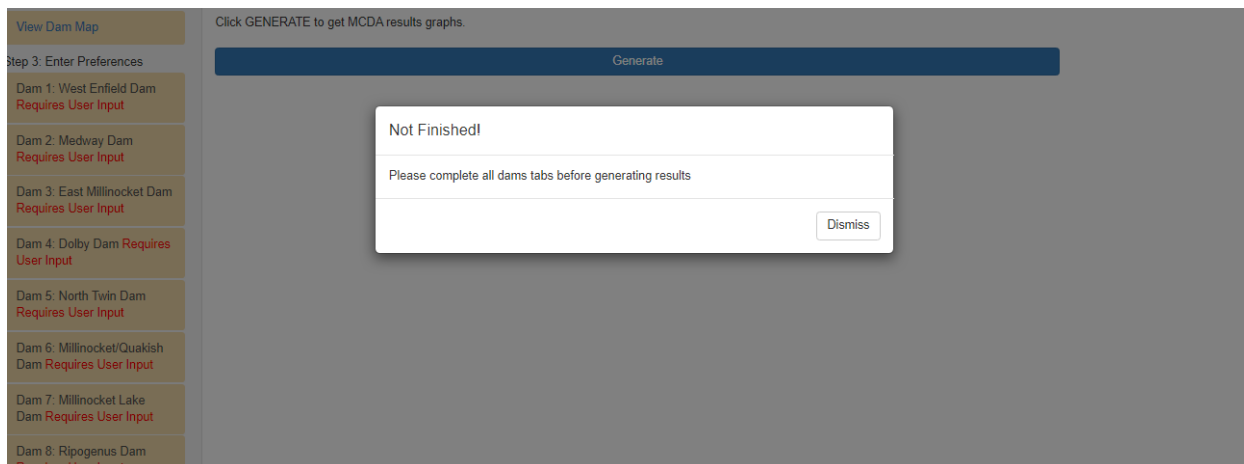 View Dam Map
Click GENERATE to get MCDA results graphs.
Step 3: Enter Preferences
Generate
Dam 1: West Enfield Dam
Requires User Input
Dam 2: Medway Dam
Requires User Input
Dam 3: East Millinocket Dam
Requires User Input
Dam 4: Dolby Dam Requires
User Input
Dam 5: North Twin Dam
Requires User Input
Dam 6: Millinocket/Quakish
Dam Requires User Input
Dam 7: Millinocket Lake
Dam Requires User Input
Dam 8: Ripogenus Dam
Not Finished!
Please complete all dams tabs before generating results
Dismiss